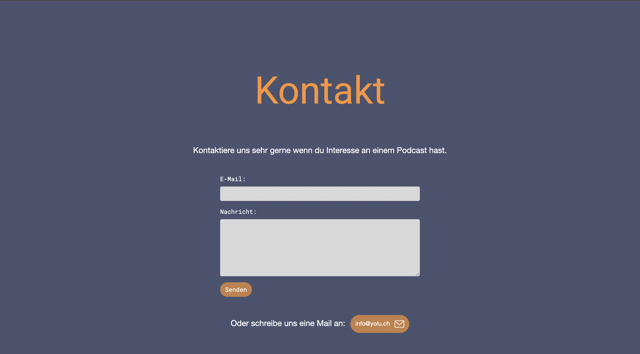 Kontakt
Kontaktiere uns sehr gerne wenn du Interesse an einem Podcast hast.
E-Mail:
Nachricht:
Senden
Oder schreibe uns eine Mail an: info@yolu.ch